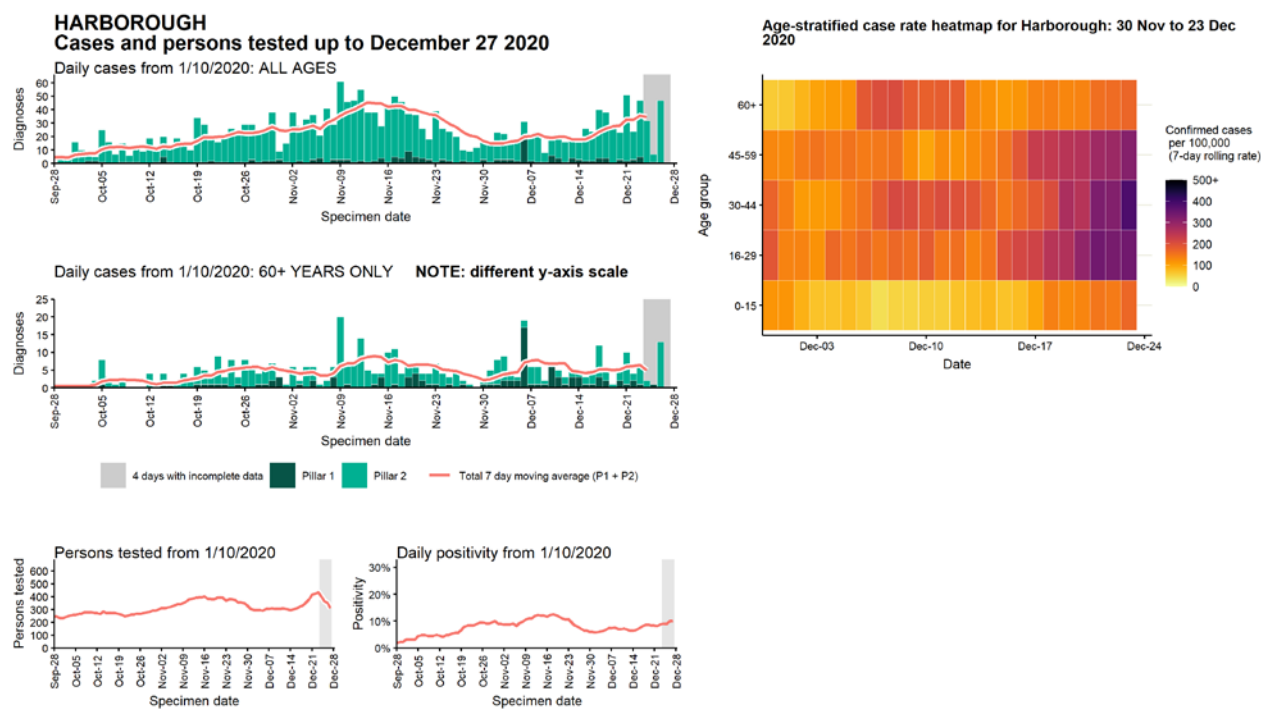 HARBOROUGH
Cases and persons tested up to December 27 2020
Daily cases from 1/10/2020: ALL AGES
Diagnoses
60
50
40
30
20
10
0
Sep-28
Oct-05
Oct-12
Oct-19
Oct-26
Nov-02
Nov-09
Nov-16
Nov-23
Nov-30
Dec-07
Dec-14
Dec-21
Dec-28
Specimen date
Daily cases from 1/10/2020: 60+ YEARS ONLY NOTE: different y-axis scale
Diagnoses
25
20
15
10
5
0
Sep-28
Oct-05
Oct-12
Oct-19
Oct-26
Nov-02
Nov-09
Nov-16
Nov-23
Nov-30
Dec-07
Dec-14
Dec-21
Dec-28
Specimen date
4 days with incomplete data Pillar 1 Pillar 2 Total 7 day moving average (P1 + P2)
Persons tested from 1/10/2020
Persons tested
600
500
400
300
200
100
0
Sep-28
Oct-05
Oct-12
Oct-19
Oct-26
Nov-02
Nov-09
Nov-16
Nov-23
Nov-30
Dec-07
Dec-14
Dec-21
Dec-28
Specimen date
Daily positivity from 1/10/2020
Positivity
30%
20%
10%
0%
Sep-28
Oct-05
Oct-12
Oct-19
Oct-26
Nov-02
Nov-09
Nov-16
Nov-23
Nov-30
Dec-07
Dec-14
Dec-21
Dec-28
Specimen date
Age-stratified case rate heatmap for Harborough: 30 Nov to 23 Dec
2020
Age group
60+
45-59
30-44
16-29
0-15
Dec-03
Dec-10
Dec-17
Dec-24
Date
Confirmed cases
per 100,000
(7-day rolling rate)
500+
400
300
200
100
0